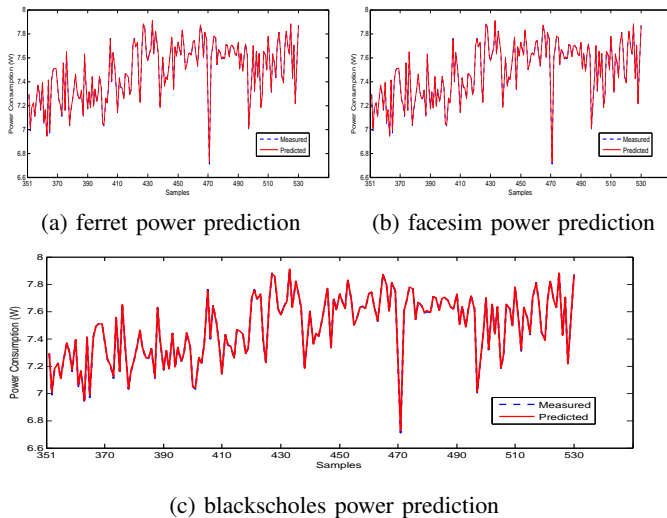 8
7.8
7.6
7.4
7.2
7
6.8
6.6
Power Consumption (W)
Measured
Predicted
351 370 390 410 430 450 470 490 510 530
Samples
(a) ferret power prediction
8
7.8
7.6
7.4
7.2
7
6.8
6.6
Power Consumption (W)
Measured
Predicted
351 370 390 410 430 450 470 490 510 530
Samples
(b) facesim power prediction
8
7.8
7.6
7.4
7.2
7
6.8
6.6
Power Consumption (W)
Measured
Predicted
351 370 390 410 430 450 470 490 510 530
Samples
(c) blackscholes power prediction